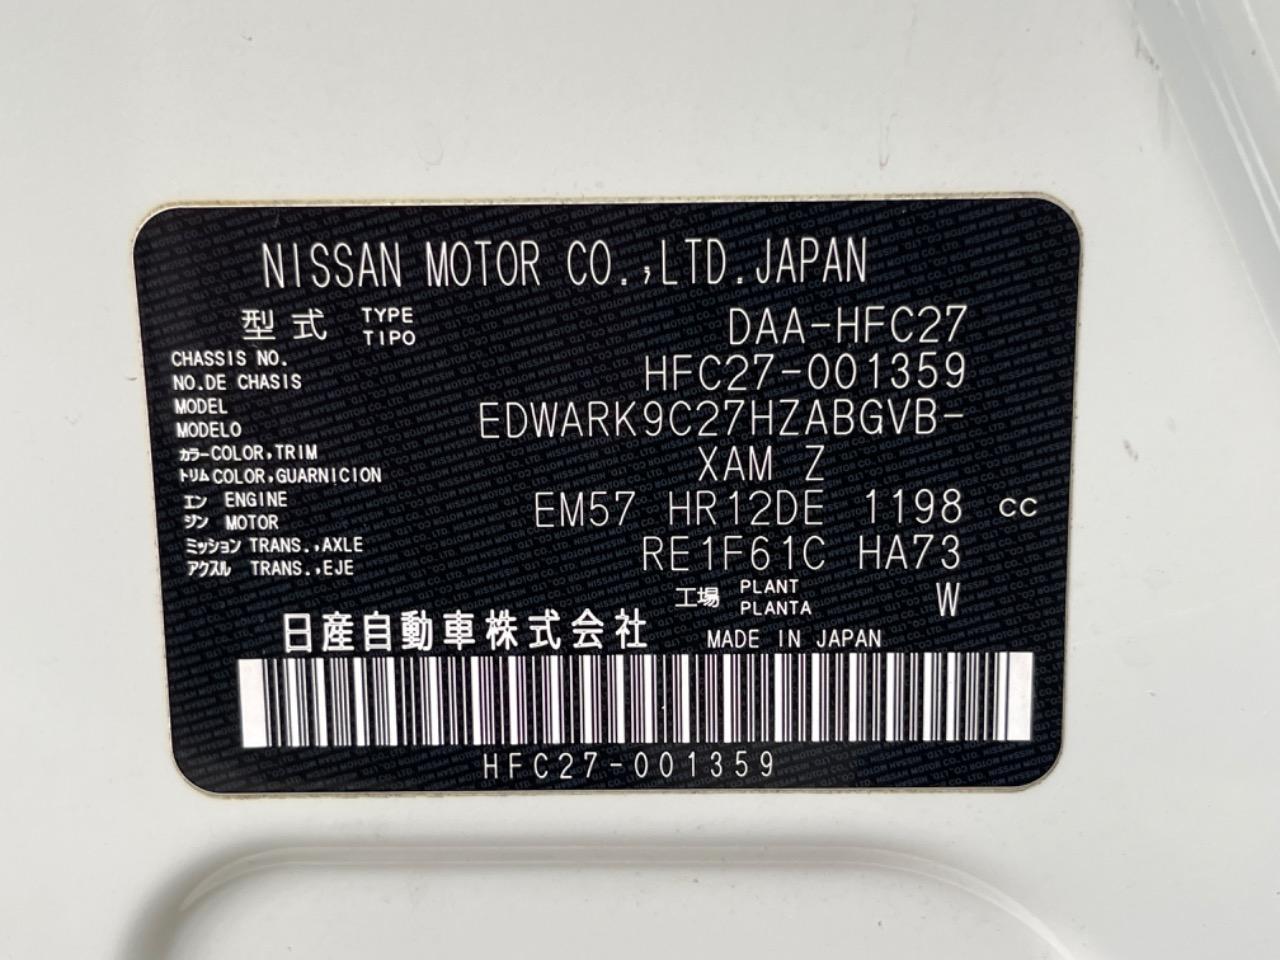 NISSAN MOTOR CO.,LTD.JAPAN
型式 TYPE TIPO DAA-HFC27
CHASSIS NO.
NO.DE CHASIS HFC27-001359
MODEL
MODELO EDWARK9C27HZABGVB-
カラー COLOR,TRIM
トリム COLOR,GUARNICION XAM Z
エン ENGINE
ジン MOTOR EM57 HR12DE 1198 cc
ミッション TRANS.,AXLE
アクスル TRANS.,EJE RE1F61C HA73
工場 PLANT PLANTA W
日産自動車株式会社 MADE IN JAPAN
HFC27-001359